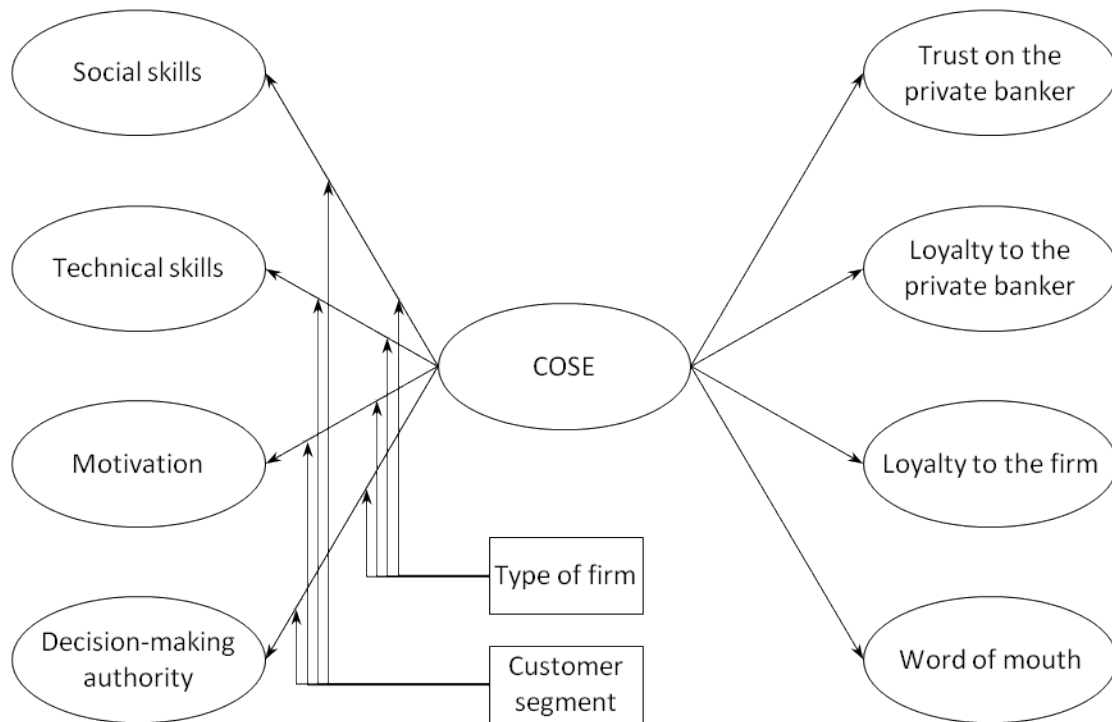 Social skills
Technical skills
Motivation
Decision-making
authority
COSE
Type of firm
Customer
segment
Trust on the
private banker
Loyalty to the
private banker
Loyalty to the firm
Word of mouth